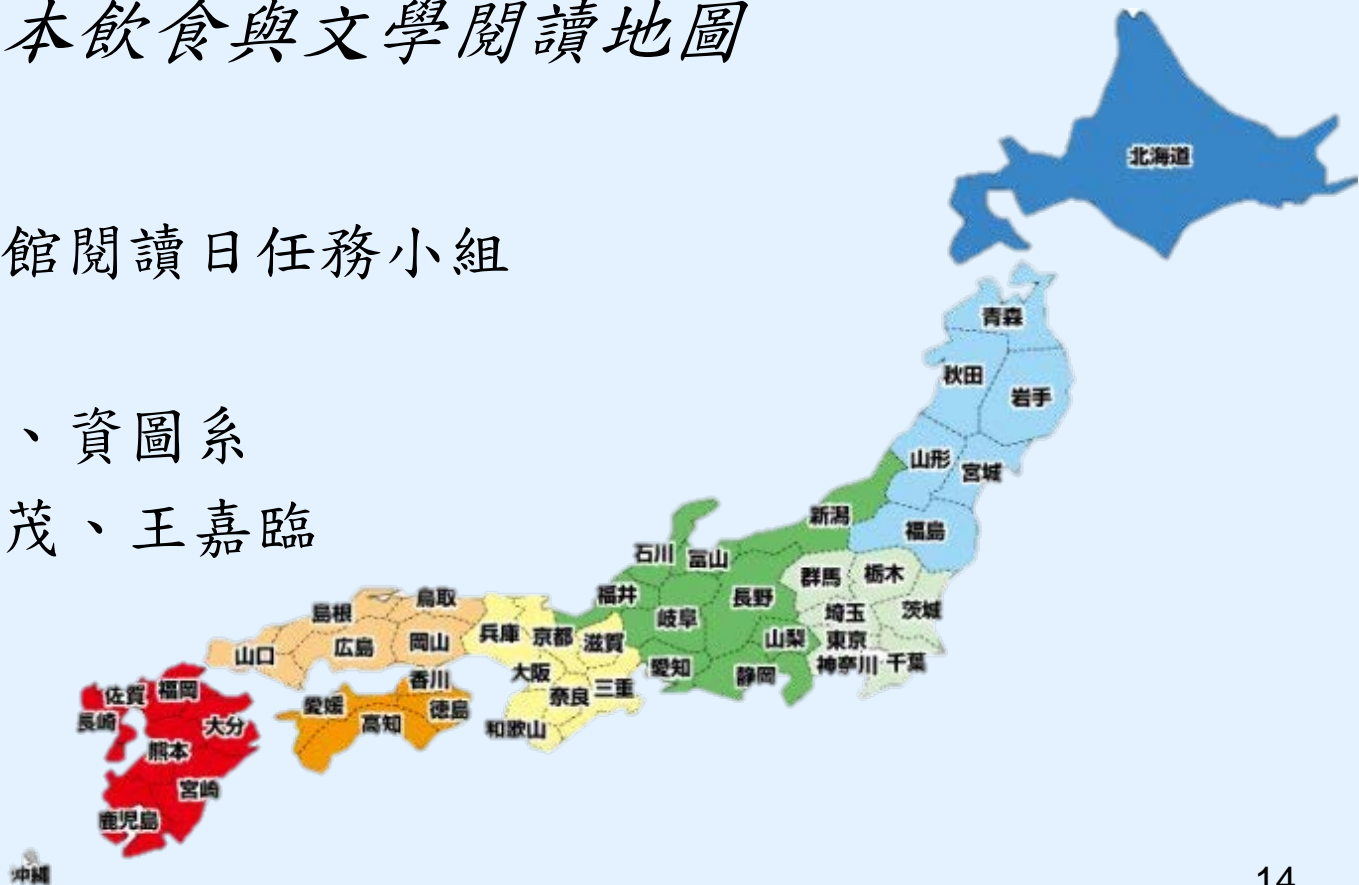 本飲食與文學閱讀地圖
館閱讀日任務小組
、資圖系
茂、王嘉臨
北海道
青森
秋田
岩手
山形
宮城
新潟
福島
石川
富山
群馬
栃木
福井
長野
岐阜
埼玉
茨城
鳥取
島根
兵庫
京都
滋賀
山梨
東京
広島
岡山
山口
愛知
静岡
神奈川
千葉
大阪
香川
奈良
三重
福岡
佐賀
愛媛
徳島
長崎
大分
高知
和歌山
熊本
宮崎
鹿児島
沖縄
14